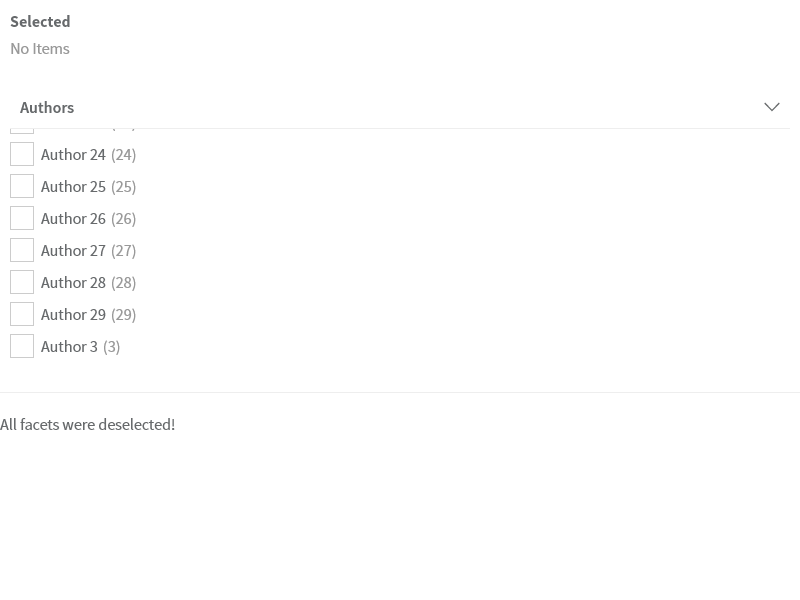 Selected
No Items
Authors
Author 24 (24)
Author 25 (25)
Author 26 (26)
Author 27 (27)
Author 28 (28)
Author 29 (29)
Author 3 (3)
All facets were deselected!